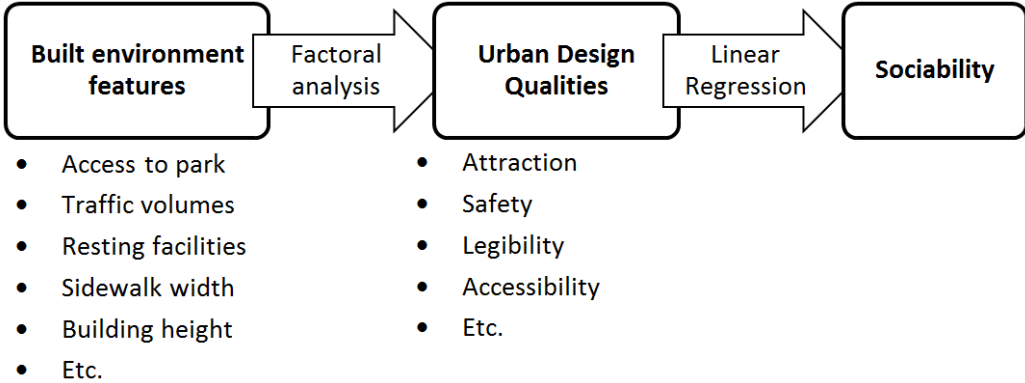 Built environment
features
Factoral
analysis
Urban Design
Qualities
Linear
Regression
Sociability
• Access to park
• Traffic volumes
• Resting facilities
• Sidewalk width
• Building height
• Etc.
• Attraction
• Safety
• Legibility
• Accessibility
• Etc.